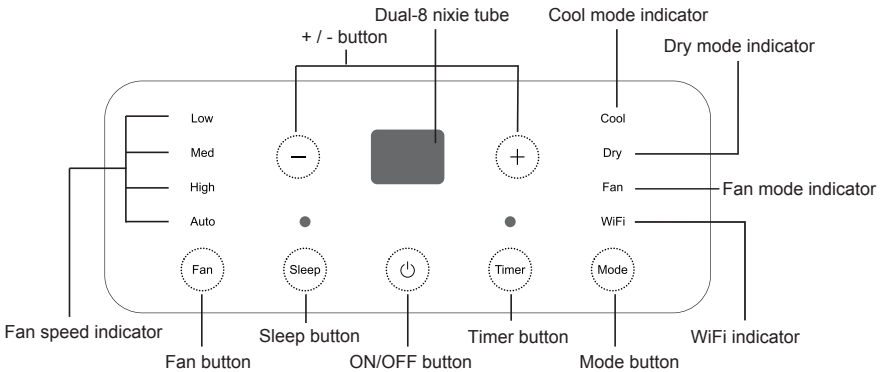 Dual-8 nixie tube
Cool mode indicator
+ / - button
Dry mode indicator
Low
Cool
Med
−
+
Dry
High
Fan
Fan mode indicator
Auto
WiFi
Fan
Sleep
Timer
Mode
Fan speed indicator
Sleep button
Timer button
WiFi indicator
Fan button
ON/OFF button
Mode button